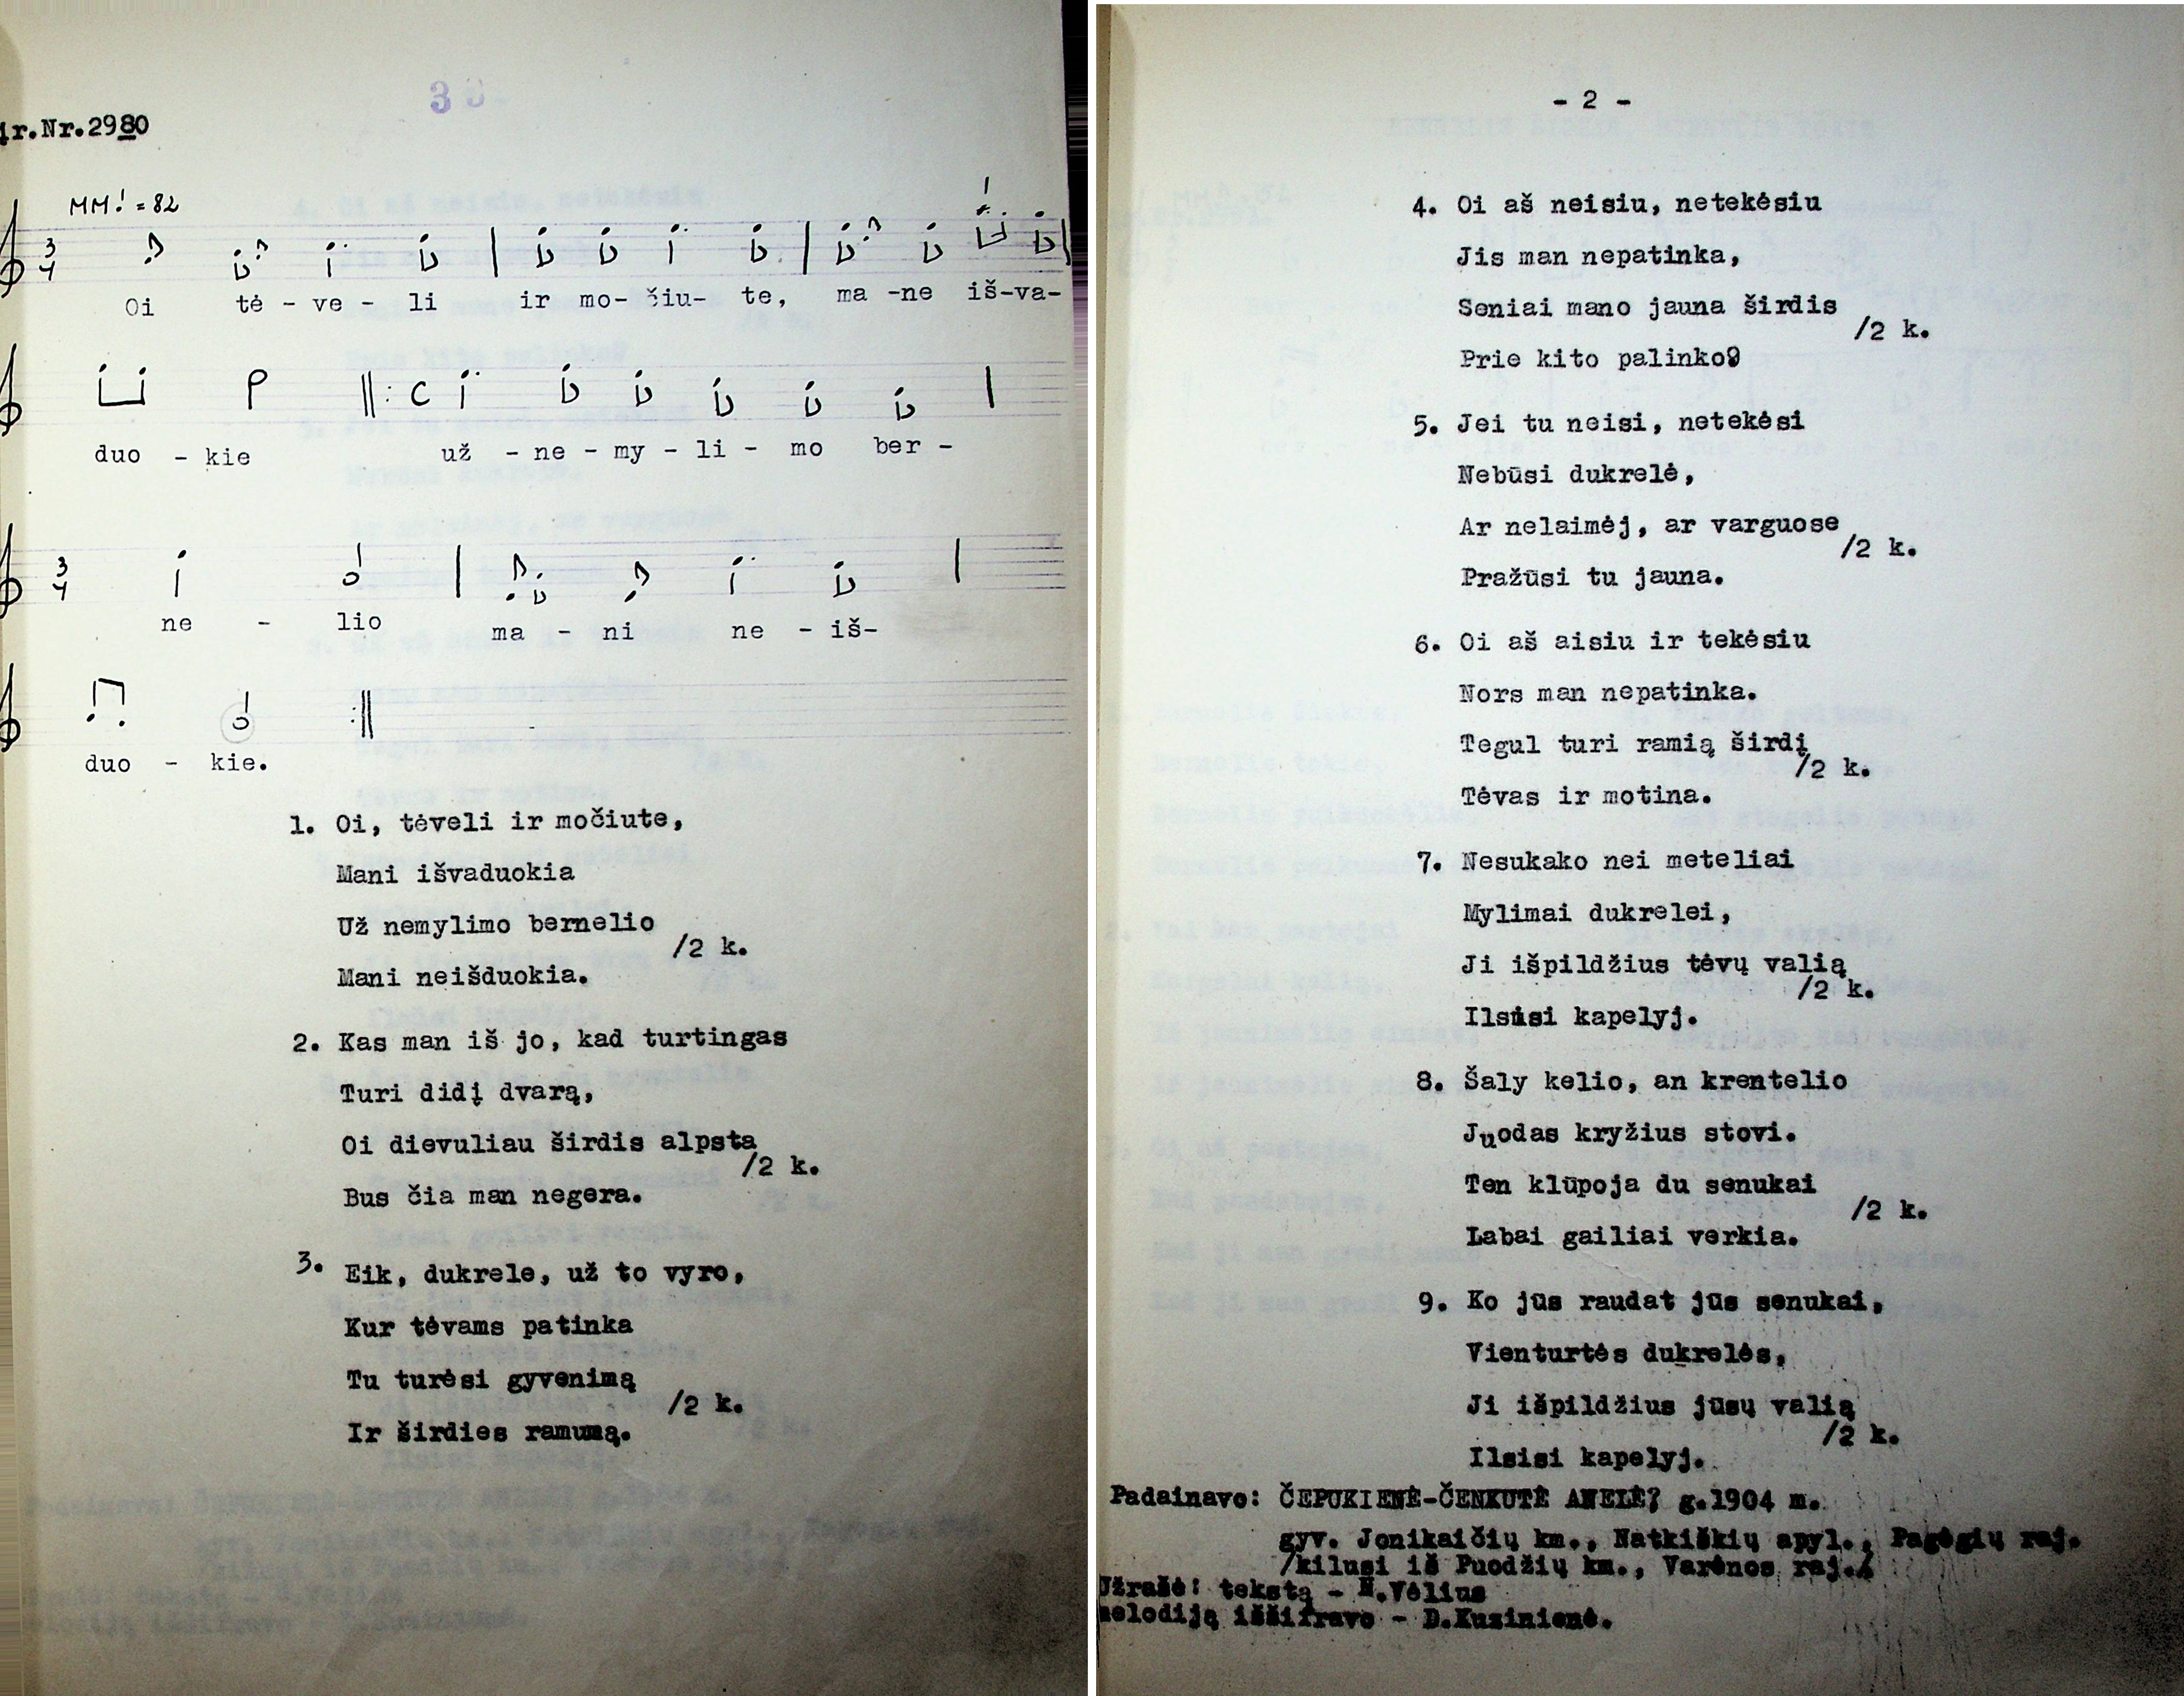 3
įr.Nr.2980
MM = 82
3
4
Oi tė - ve - li ir mo- čiu- te, ma -ne iš-va-
duo - kie už - ne - my - li - mo ber -
3
4
ne - lio ma - ni ne - iš-
duo - kie.
1. Oi, tėveli ir močiute,
Mani išvaduokia
Už nemylimo bernelio
/2 k.
Mani neišduokia.
2. Kas man iš jo, kad turtingas
Turi didį dvarą,
Oi dievuliau širdis alpsta
/2 k.
Bus čia man negera.
3. Eik, dukrele, už to vyro,
Kur tėvams patinka
Tu turėsi gyvenimą
/2 k.
Ir širdies ramumą.
- 2 -
4. Oi aš neisiu, netekėsiu
Jis man nepatinka,
Seniai mano jauna širdis
/2 k.
Prie kito palinko?
5. Jei tu neisi, netekėsi
Nebūsi dukrelė,
Ar nelaimėj, ar varguose
/2 k.
Pražūsi tu jauna.
6. Oi aš aisiu ir tekėsiu
Nors man nepatinka.
Tegul turi ramią širdį
/2 k.
Tėvas ir motina.
7. Nesukako nei meteliai
Mylimai dukrelei,
Ji išpildžius tėvų valią
/2 k.
Ilsisi kapelyj.
8. Šaly kelio, an krentelio
Juodas kryžius stovi.
Ten klūpoja du senukai
/2 k.
Labai gailiai verkia.
9. Ko jūs raudat jūs senukai,
Vienturtės dukrelės,
Ji išpildžius jūsų valią
/2 k.
Ilsisi kapelyj.
Padainavo: ČEPUKIENĖ-ČENKUTĖ ANELĖ? g.1904 m.
gyv. Jonikaičių km., Natkiškių apyl., Pagėgių raj.
/kilusi iš Puodžių km., Varėnos raj./
Užrašė: tekstą - N.Vėlius
melodiją iššifravo - D.Kuzinienė.